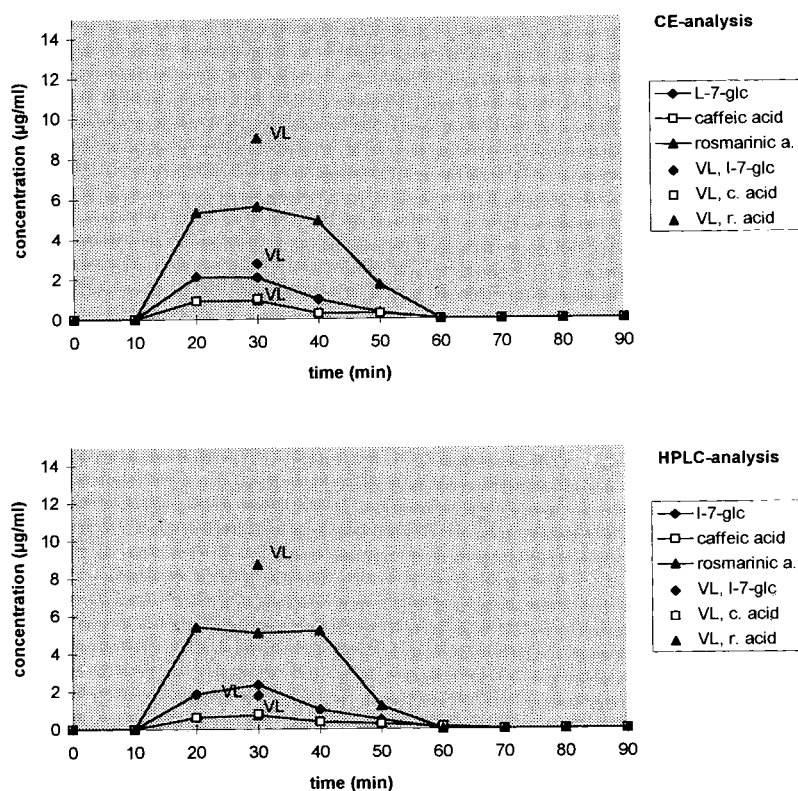 CE-analysis
concentration (µg/ml)
14
12
10
8
6
4
2
0
VL
VL
VL
0 10 20 30 40 50 60 70 80 90
time (min)
L-7-glc
caffeic acid
rosmarinic a.
VL, l-7-glc
VL, c. acid
VL, r. acid
HPLC-analysis
concentration (µg/ml)
14
12
10
8
6
4
2
0
VL
VL
VL
0 10 20 30 40 50 60 70 80 90
time (min)
l-7-glc
caffeic acid
rosmarinic a.
VL, l-7-glc
VL, c. acid
VL, r. acid